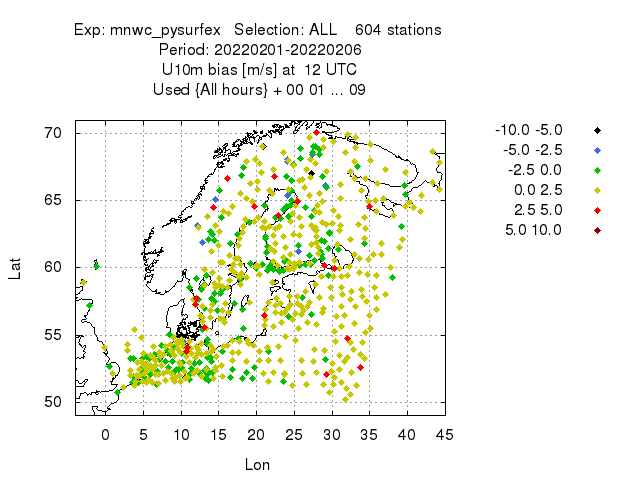 Exp: mnwc_pysurfex Selection: ALL 604 stations
Period: 20220201-20220206
U10m bias [m/s] at 12 UTC
Used {All hours} + 00 01 ... 09
-10.0 -5.0
-5.0 -2.5
-2.5 0.0
0.0 2.5
2.5 5.0
5.0 10.0
70
65
60
55
50
Lat
0 5 10 15 20 25 30 35 40 45
Lon